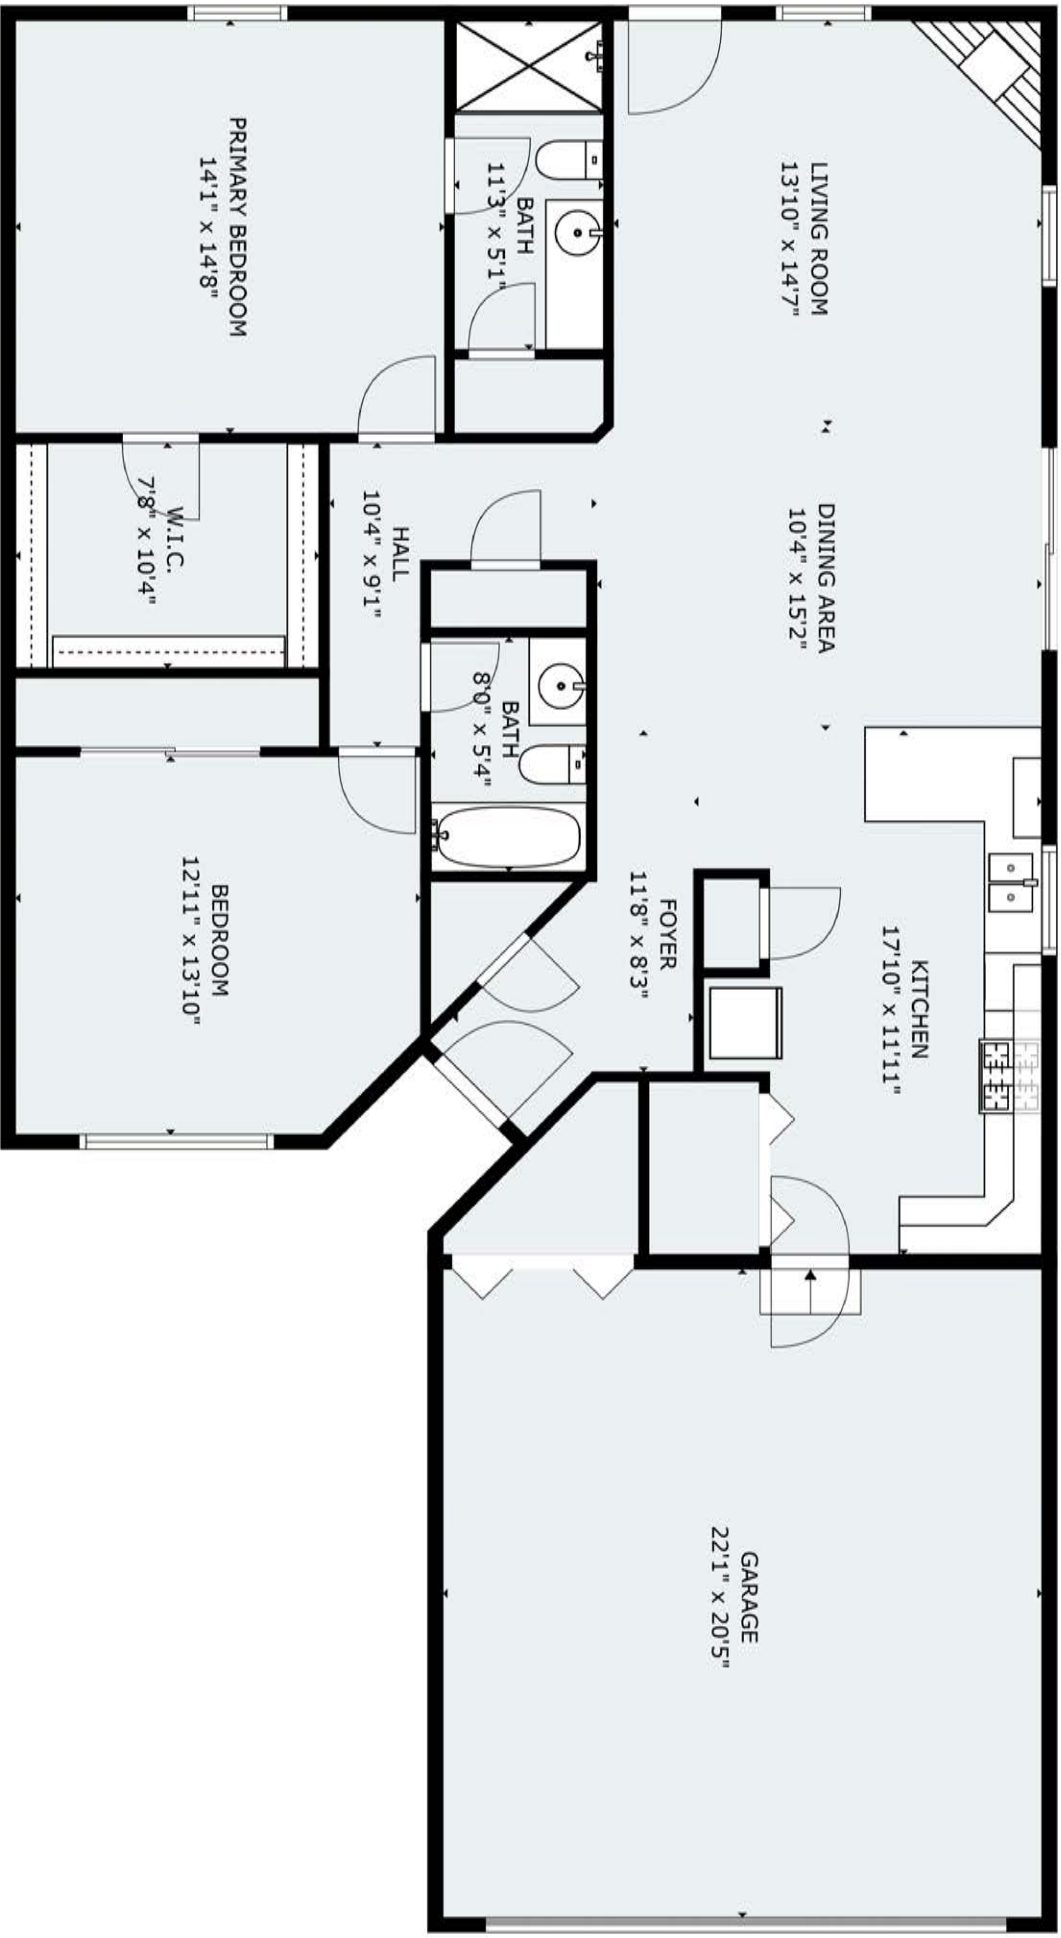 PRIMARY BEDROOM
14'1" x 14'8"
BATH
11'3" x 5'1"
LIVING ROOM
13'10" x 14'7"
W.I.C.
7'8" x 10'4"
HALL
10'4" x 9'1"
DINING AREA
10'4" x 15'2"
BATH
8'0" x 5'4"
BEDROOM
12'11" x 13'10"
FOYER
11'8" x 8'3"
KITCHEN
17'10" x 11'11"
GARAGE
22'1" x 20'5"